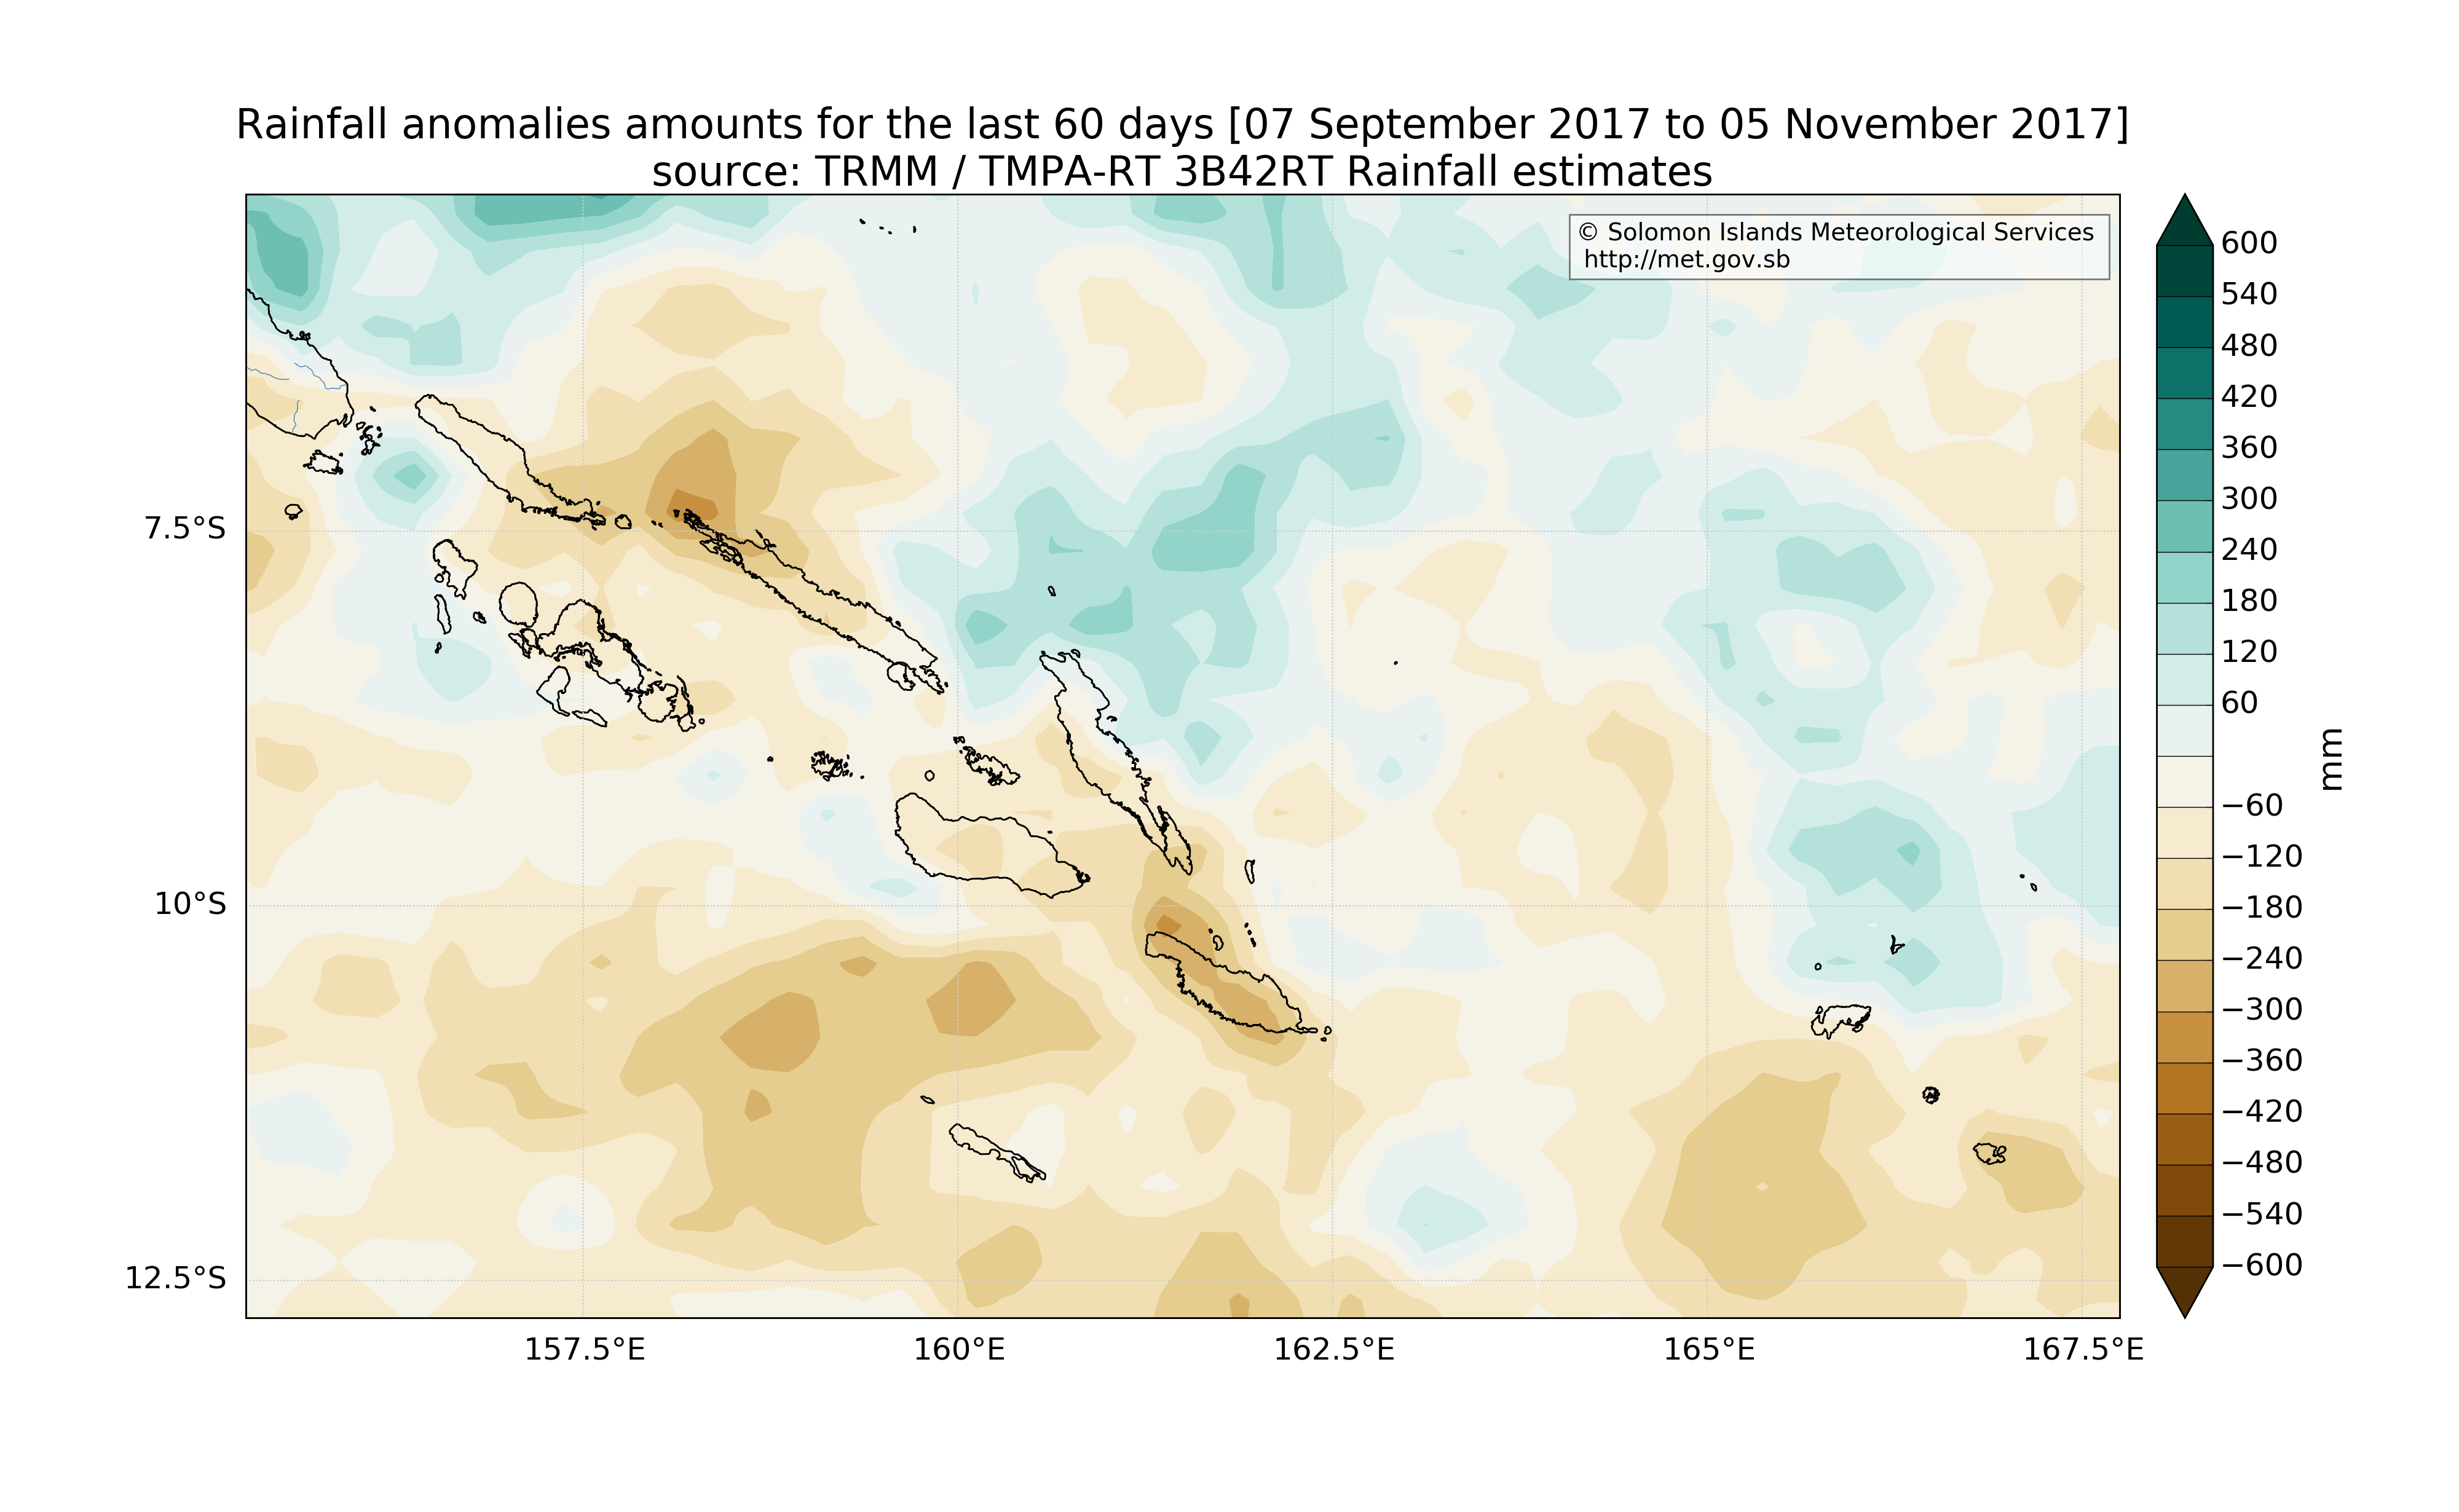 Rainfall anomalies amounts for the last 60 days [07 September 2017 to 05 November 2017]
source: TRMM / TMPA-RT 3B42RT Rainfall estimates
© Solomon Islands Meteorological Services
http://met.gov.sb
7.5°S
10°S
12.5°S
157.5°E
160°E
162.5°E
165°E
167.5°E
600
540
480
420
360
300
240
180
120
60
−60
−120
−180
−240
−300
−360
−420
−480
−540
−600
mm